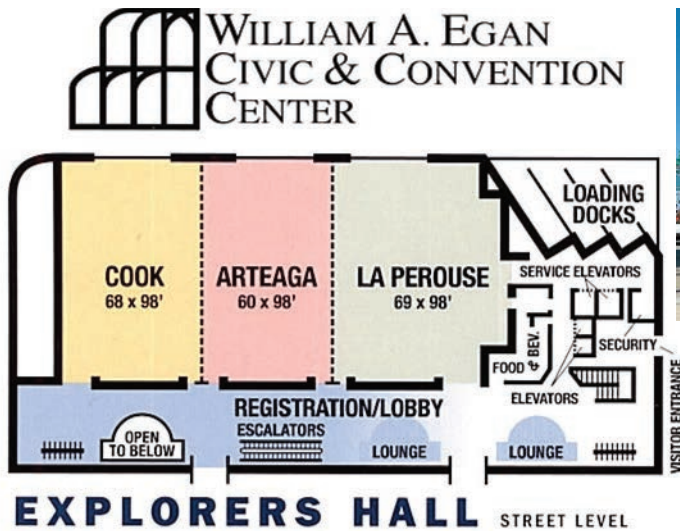 WILLIAM A. EGAN
CIVIC & CONVENTION
CENTER
LOADING
DOCKS
COOK
68 x 98'
ARTEAGA
60 x 98'
LA PEROUSE
69 x 98'
SERVICE ELEVATORS
SECURITY
FOOD & BEV.
ELEVATORS
VISITOR ENTRANCE
REGISTRATION/LOBBY
ESCALATORS
OPEN
TO BELOW
LOUNGE
LOUNGE
EXPLORERS HALL STREET LEVEL